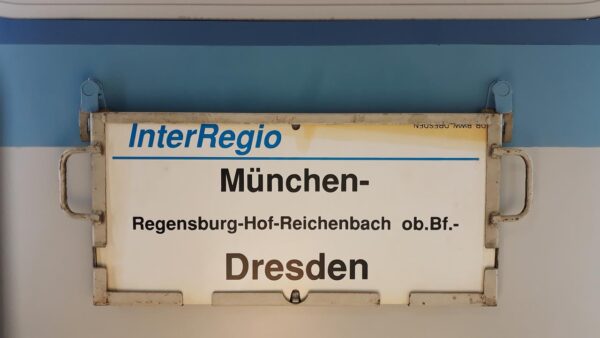 InterRegio
München-
Regensburg-Hof-Reichenbach ob.Bf.-
Dresden